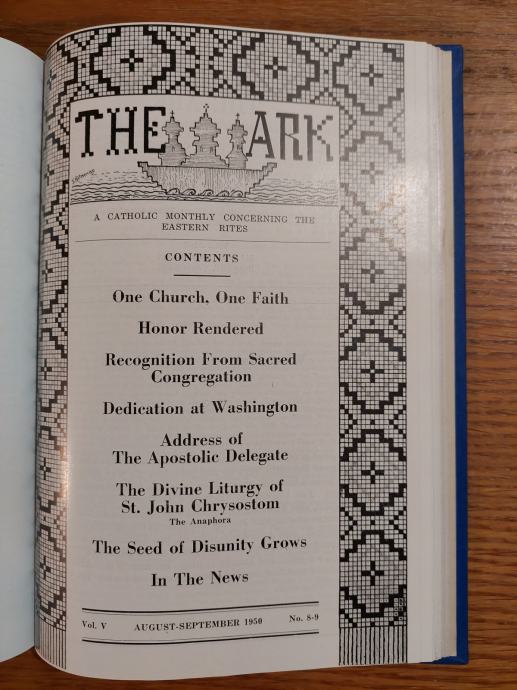 THE ARK
A CATHOLIC MONTHLY CONCERNING THE
EASTERN RITES
CONTENTS
One Church, One Faith
Honor Rendered
Recognition From Sacred
Congregation
Dedication at Washington
Address of
The Apostolic Delegate
The Divine Liturgy of
St. John Chrysostom
The Anaphora
The Seed of Disunity Grows
In The News
Vol. V AUGUST-SEPTEMBER 1950 No. 8-9